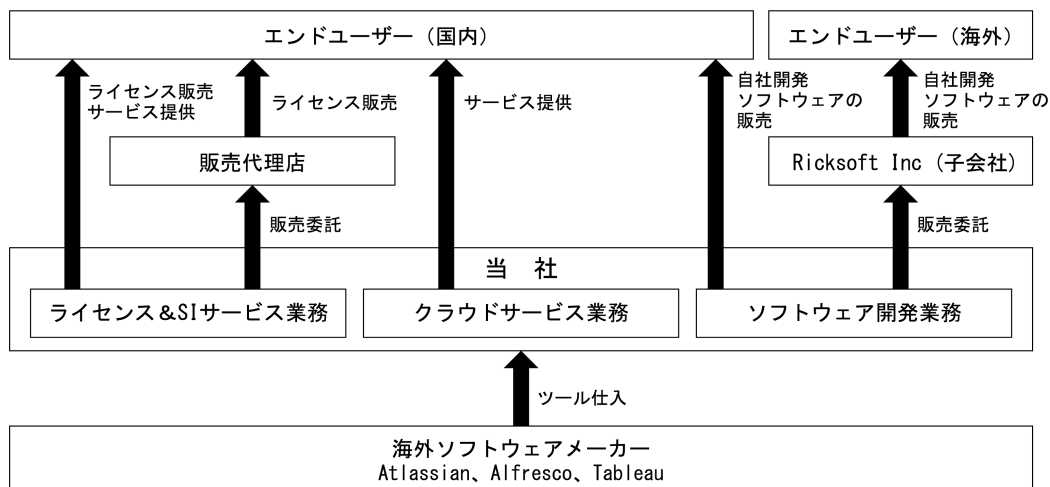 エンドユーザー（国内）
エンドユーザー（海外）
ライセンス販売
サービス提供
ライセンス販売
サービス提供
自社開発
ソフトウェアの
販売
自社開発
ソフトウェアの
販売
販売代理店
Ricksoft Inc（子会社）
販売委託
販売委託
当　社
ライセンス＆SIサービス業務
クラウドサービス業務
ソフトウェア開発業務
ツール仕入
海外ソフトウェアメーカー
Atlassian、Alfresco、Tableau